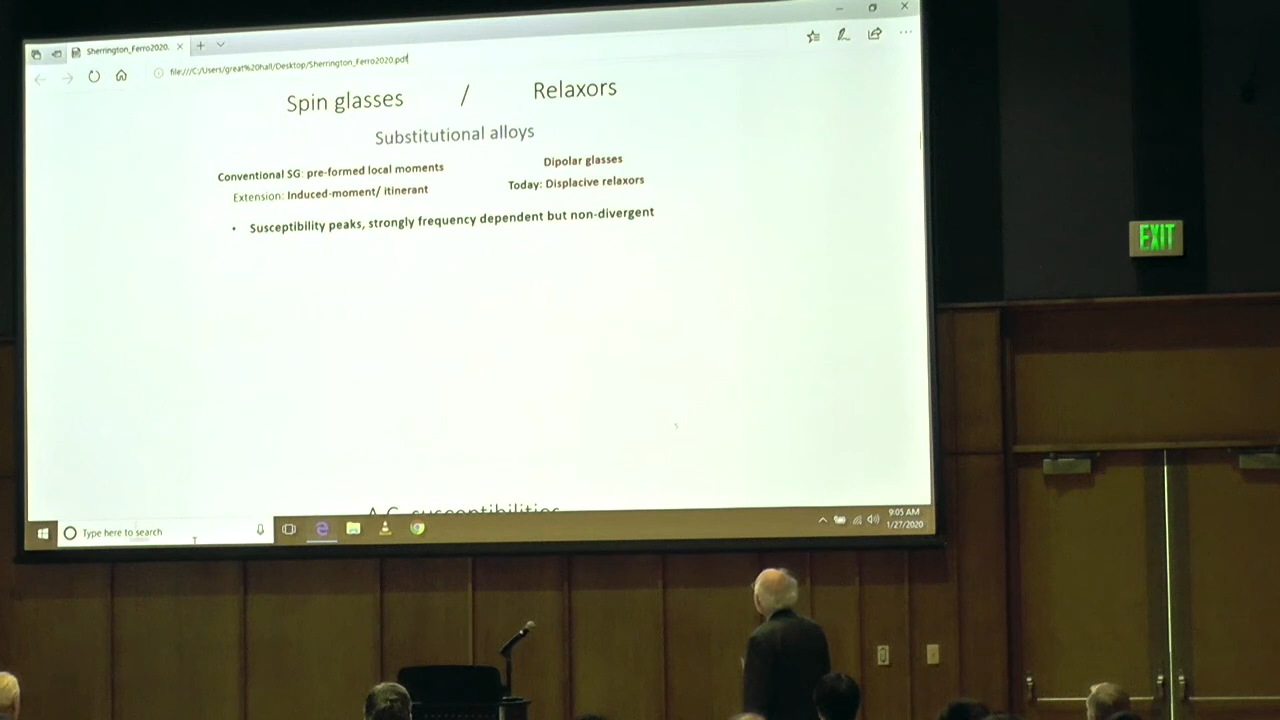 Sherrington_Ferro2020.
file:///C:/Users/great%20hall/Desktop/Sherrington_Ferro2020.pdf
Spin glasses / Relaxors
Substitutional alloys
Conventional SG: pre-formed local moments
Dipolar glasses
Extension: Induced-moment/ itinerant
Today: Displacive relaxors
• Susceptibility peaks, strongly frequency dependent but non-divergent
5
A.C. susceptibilities
Type here to search
9:05 AM
1/27/2020
EXIT